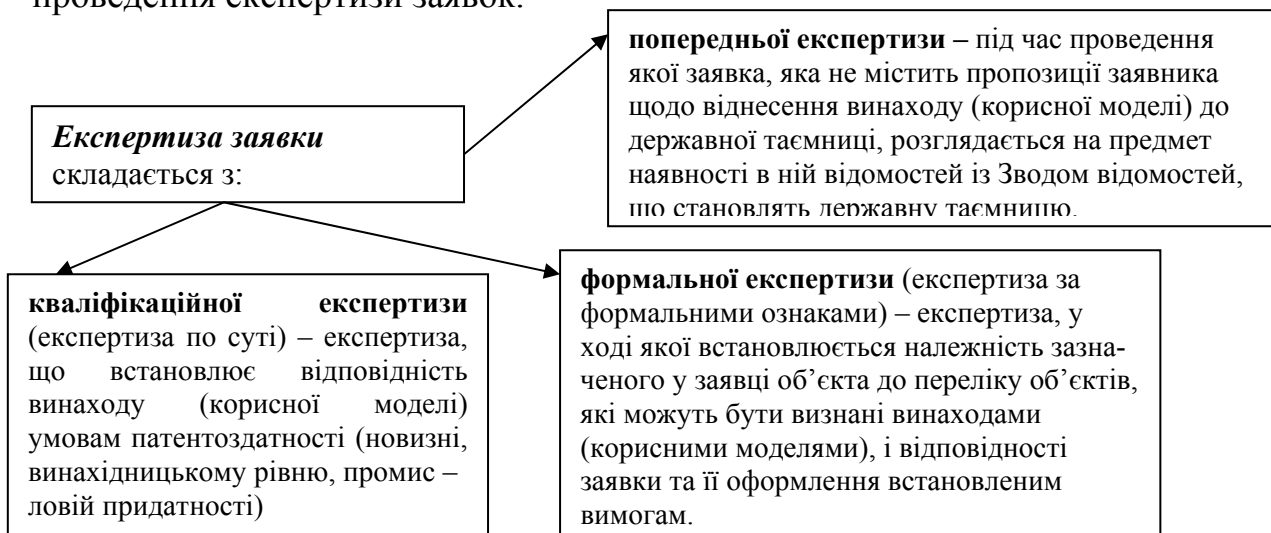 проведення експертизи заявок.
попередньої експертизи – під час проведення
якої заявка, яка не містить пропозиції заявника
щодо віднесення винаходу (корисної моделі) до
державної таємниці, розглядається на предмет
наявності в ній відомостей із Зводом відомостей,
що становлять державну таємницю.
Експертиза заявки
складається з:
кваліфікаційної експертизи
(експертиза по суті) – експертиза,
що встановлює відповідність
винаходу (корисної моделі)
умовам патентоздатності (новизні,
винахідницькому рівню, промис –
ловій придатності)
формальної експертизи (експертиза за
формальними ознаками) – експертиза, у
ході якої встановлюється належність зазна-
ченого у заявці об’єкта до переліку об’єктів,
які можуть бути визнані винаходами
(корисними моделями), і відповідності
заявки та її оформлення встановленим
вимогам.